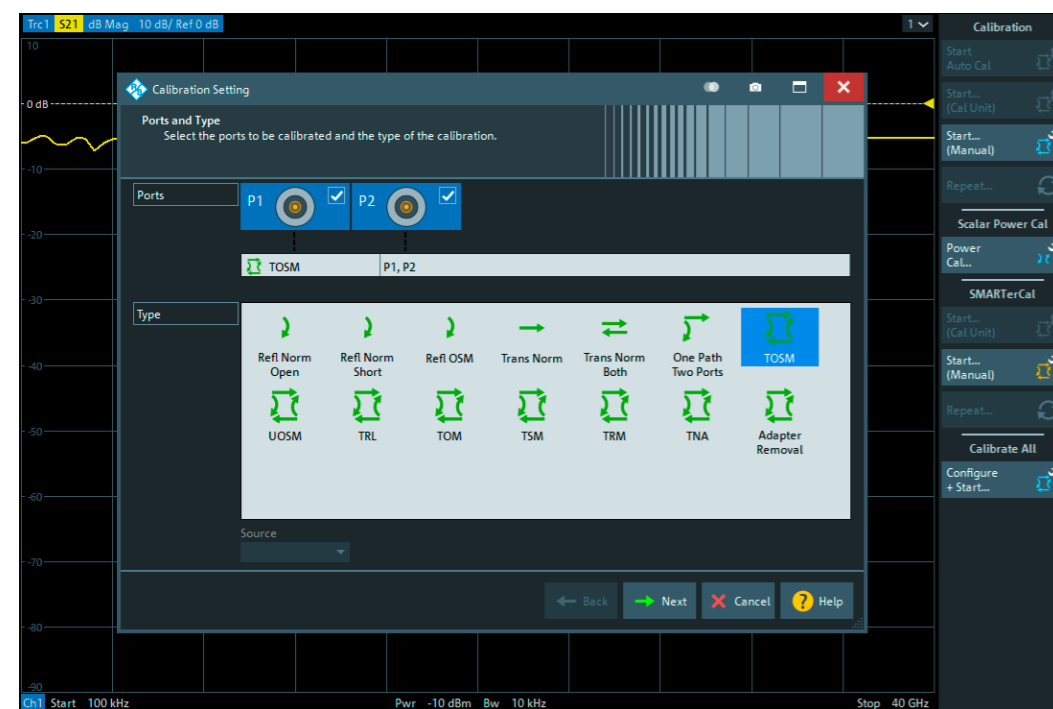 Trc1 S21 dB Mag 10 dB/ Ref 0 dB 1
10
0 dB
-10
-20
-30
-40
-50
-60
-70
-80
-90
Calibration Setting
Ports and Type
Select the ports to be calibrated and the type of the calibration.
Ports
P1 P2
TOSM P1, P2
Type
Refl Norm Open
Refl Norm Short
Refl OSM
Trans Norm
Trans Norm Both
One Path Two Ports
TOSM
UOSM
TRL
TOM
TSM
TRM
TNA
Adapter Removal
Source
Back Next Cancel ? Help
Ch1 Start 100 kHz Pwr -10 dBm Bw 10 kHz Stop 40 GHz
Calibration
Start
Auto Cal
Start...
(Cal Unit)
Start...
(Manual)
Repeat...
Scalar Power Cal
Power
Cal...
SMARTerCal
Start...
(Cal Unit)
Start...
(Manual)
Repeat...
Calibrate All
Configure
+ Start...